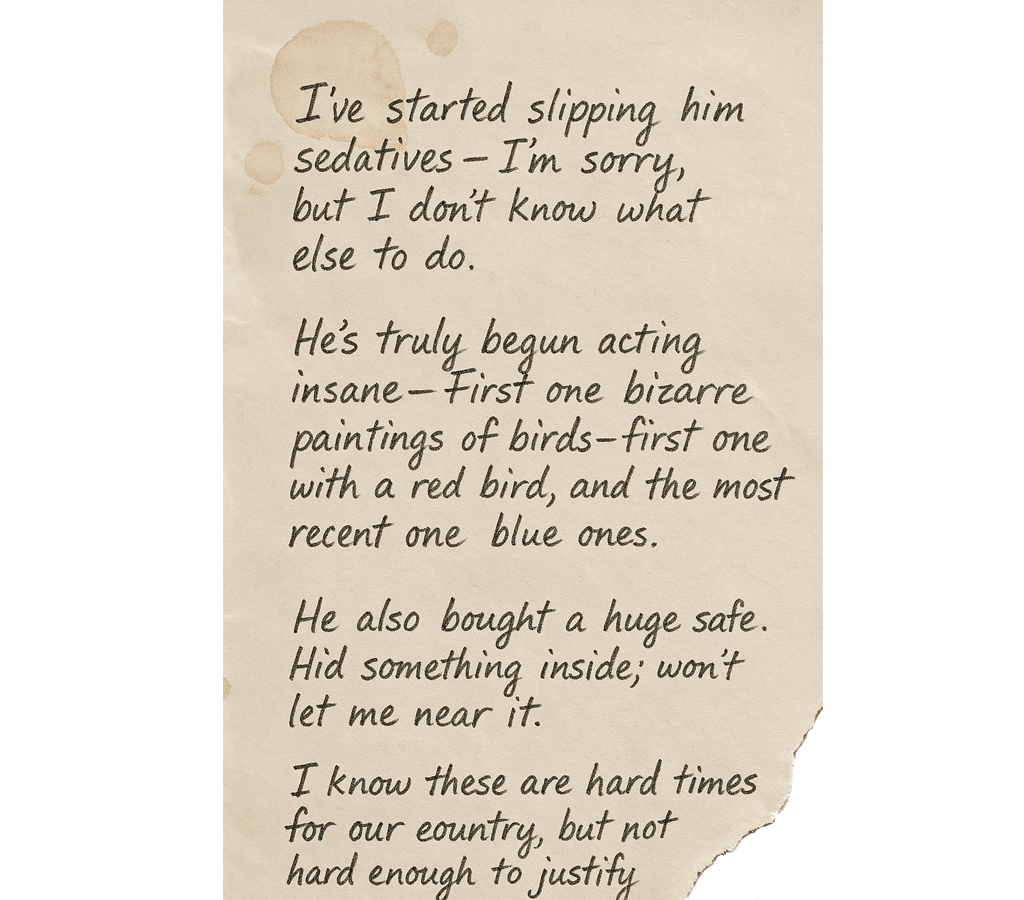 I've started slipping him
sedatives – I'm sorry,
but I don't know what
else to do.
He's truly begun acting
insane – First one bizarre
paintings of birds – first one
with a red bird, and the most
recent one blue ones.
He also bought a huge safe.
Hid something inside; won't
let me near it.
I know these are hard times
for our eountry, but not
hard enough to justify